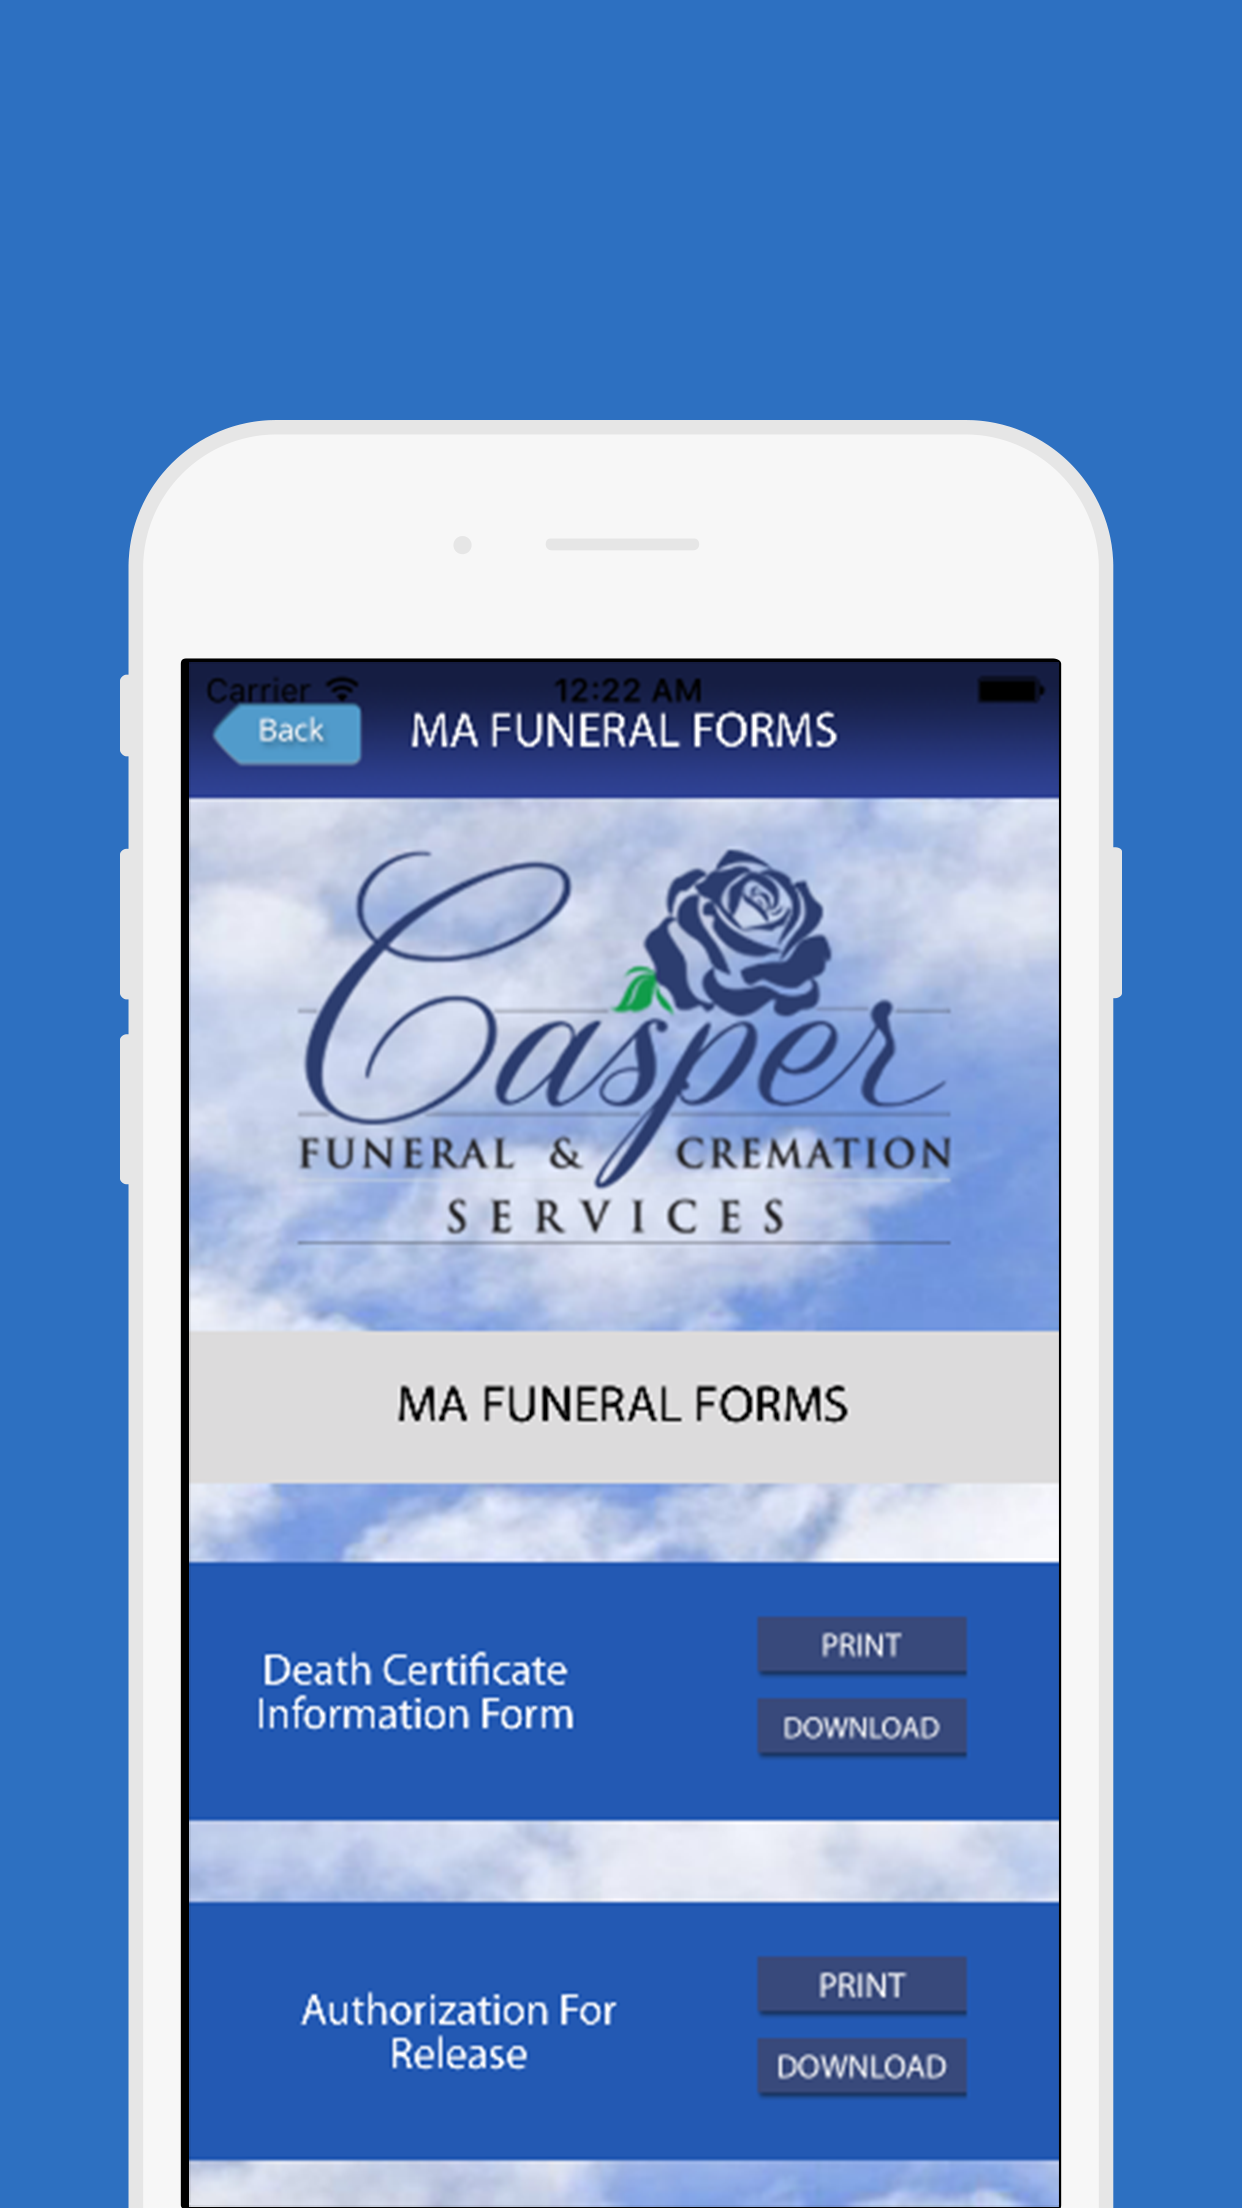 Carrier 12:22 AM
Back MA FUNERAL FORMS
Casper
FUNERAL & CREMATION
SERVICES
MA FUNERAL FORMS
Death Certificate
Information Form
PRINT
DOWNLOAD
Authorization For
Release
PRINT
DOWNLOAD